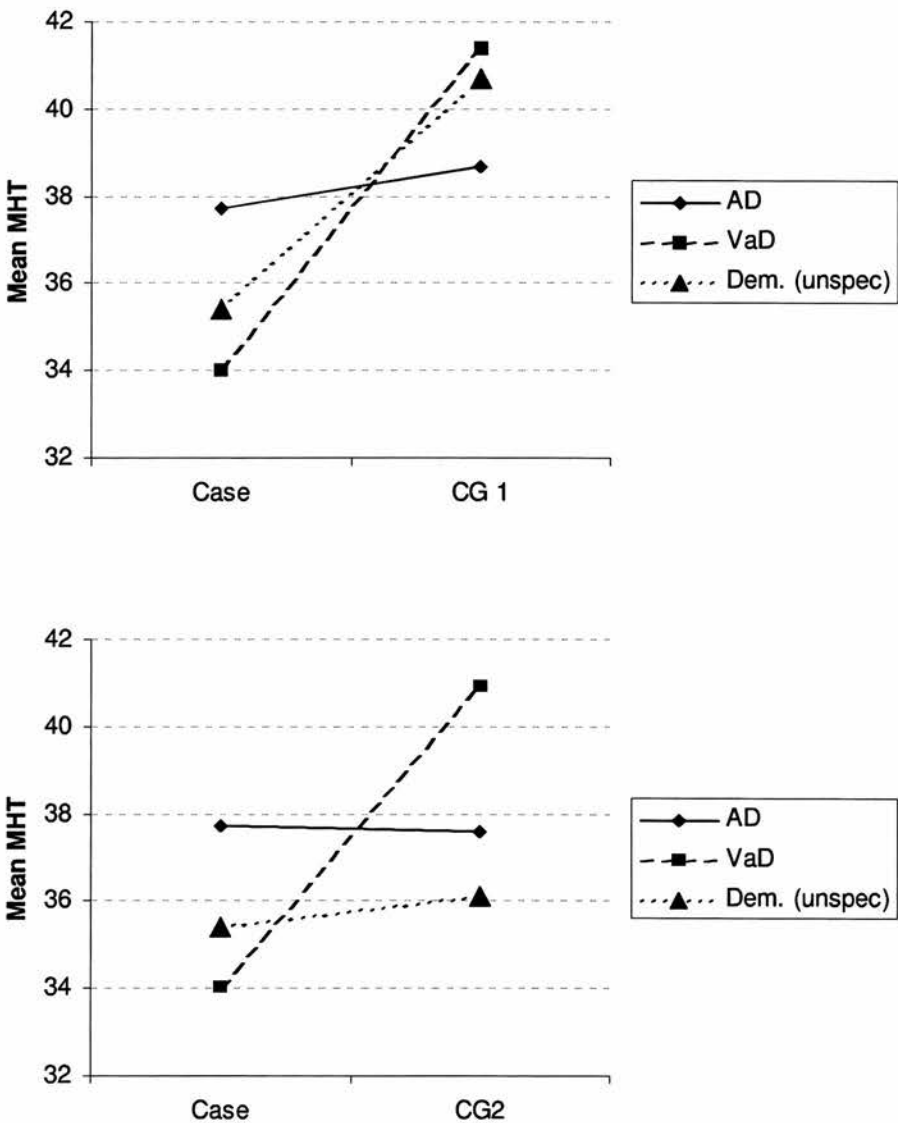 42
40
38
36
34
32
Mean MHT
Case CG 1
AD
VaD
Dem. (unspec)
42
40
38
36
34
32
Mean MHT
Case CG2
AD
VaD
Dem. (unspec)